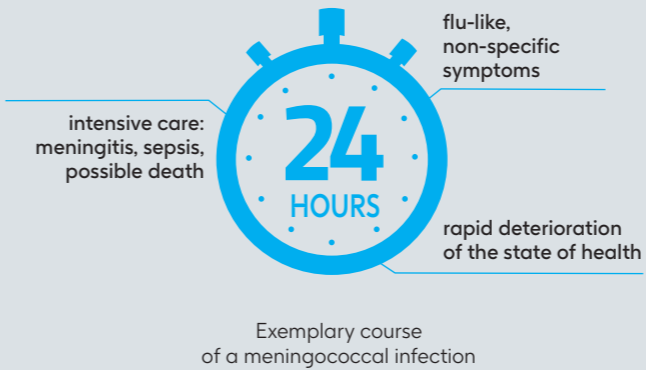 flu-like,
non-specific
symptoms
intensive care:
meningitis, sepsis,
possible death
24
HOURS
rapid deterioration
of the state of health
Exemplary course
of a meningococcal infection